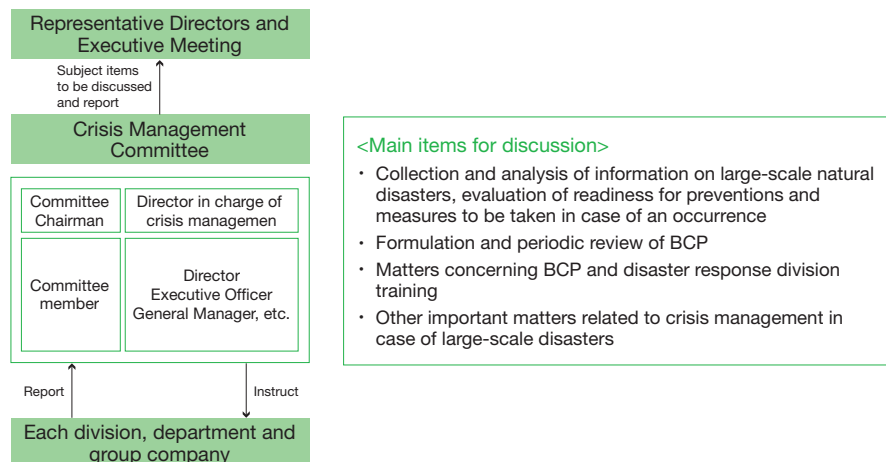 Representative Directors and
Executive Meeting
Subject items
to be discussed
and report
Crisis Management
Committee
Committee
Chairman
Director in charge of
crisis managemen
Committee
member
Director
Executive Officer
General Manager, etc.
Report
Instruct
Each division, department and
group company
<Main items for discussion>
・ Collection and analysis of information on large-scale natural
disasters, evaluation of readiness for preventions and
measures to be taken in case of an occurrence
・ Formulation and periodic review of BCP
・ Matters concerning BCP and disaster response division
training
・ Other important matters related to crisis management in
case of large-scale disasters